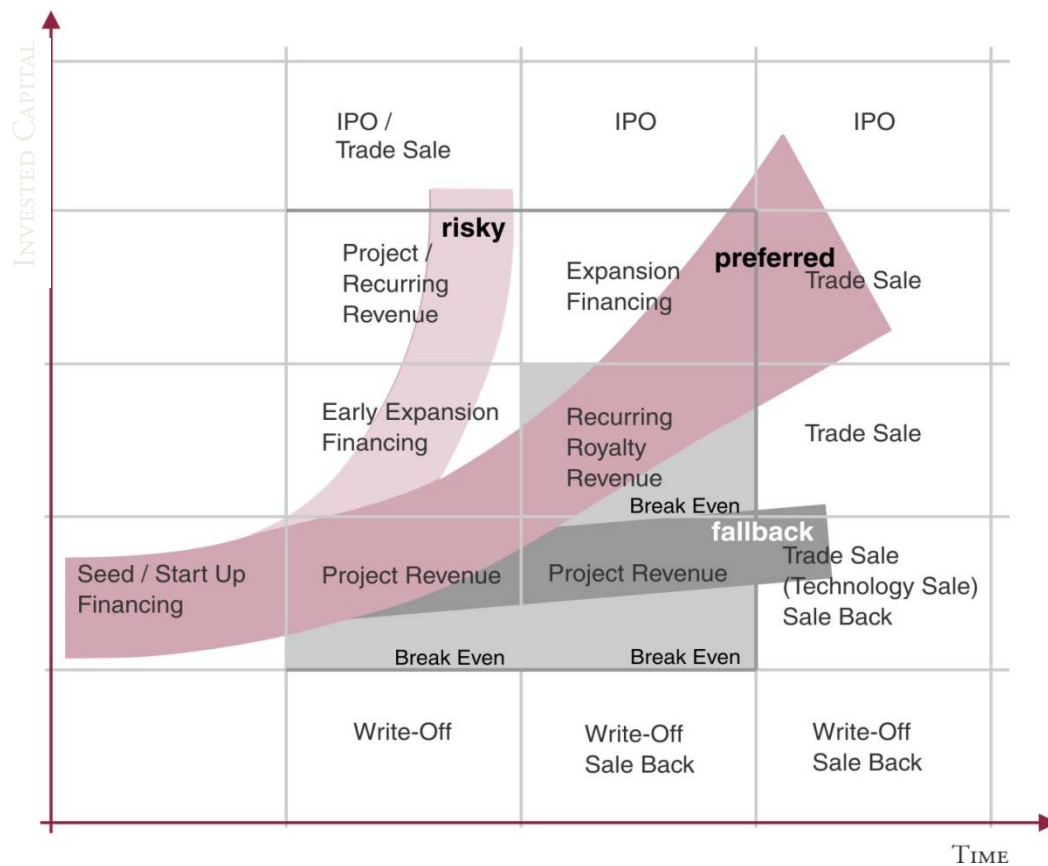 INVESTED CAPITAL
IPO /
Trade Sale
IPO
IPO
risky
Project /
Recurring
Revenue
Expansion
Financing
preferred
Trade Sale
Early Expansion
Financing
Recurring
Royalty
Revenue
Trade Sale
Break Even
fallback
Seed / Start Up
Financing
Project Revenue
Project Revenue
Trade Sale
(Technology Sale)
Sale Back
Break Even
Break Even
Write-Off
Write-Off
Sale Back
Write-Off
Sale Back
TIME